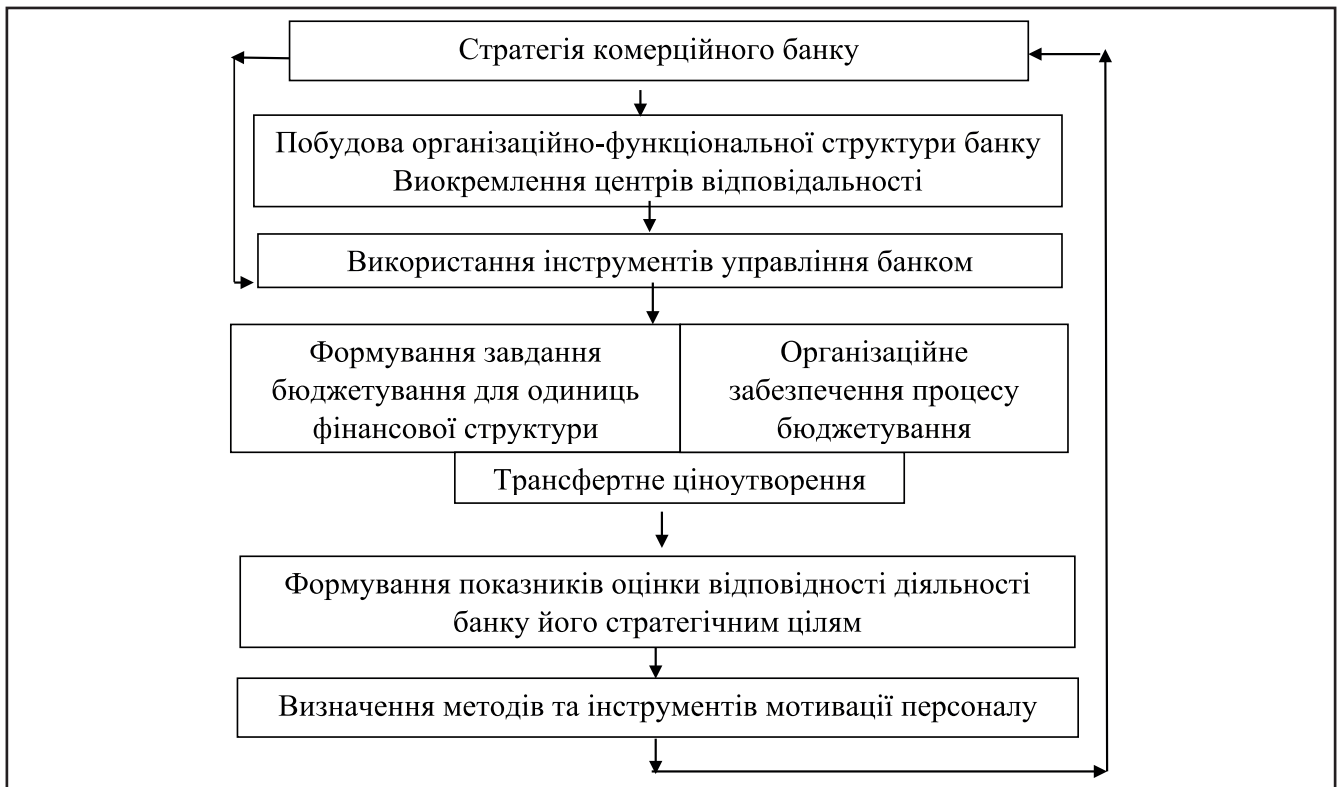 Стратегія комерційного банку
Побудова організаційно-функціональної структури банку
Виокремлення центрів відповідальності
Використання інструментів управління банком
Формування завдання
бюджетування для одиниць
фінансової структури
Організаційне
забезпечення процесу
бюджетування
Трансфертне ціноутворення
Формування показників оцінки відповідності діяльності
банку його стратегічним цілям
Визначення методів та інструментів мотивації персоналу